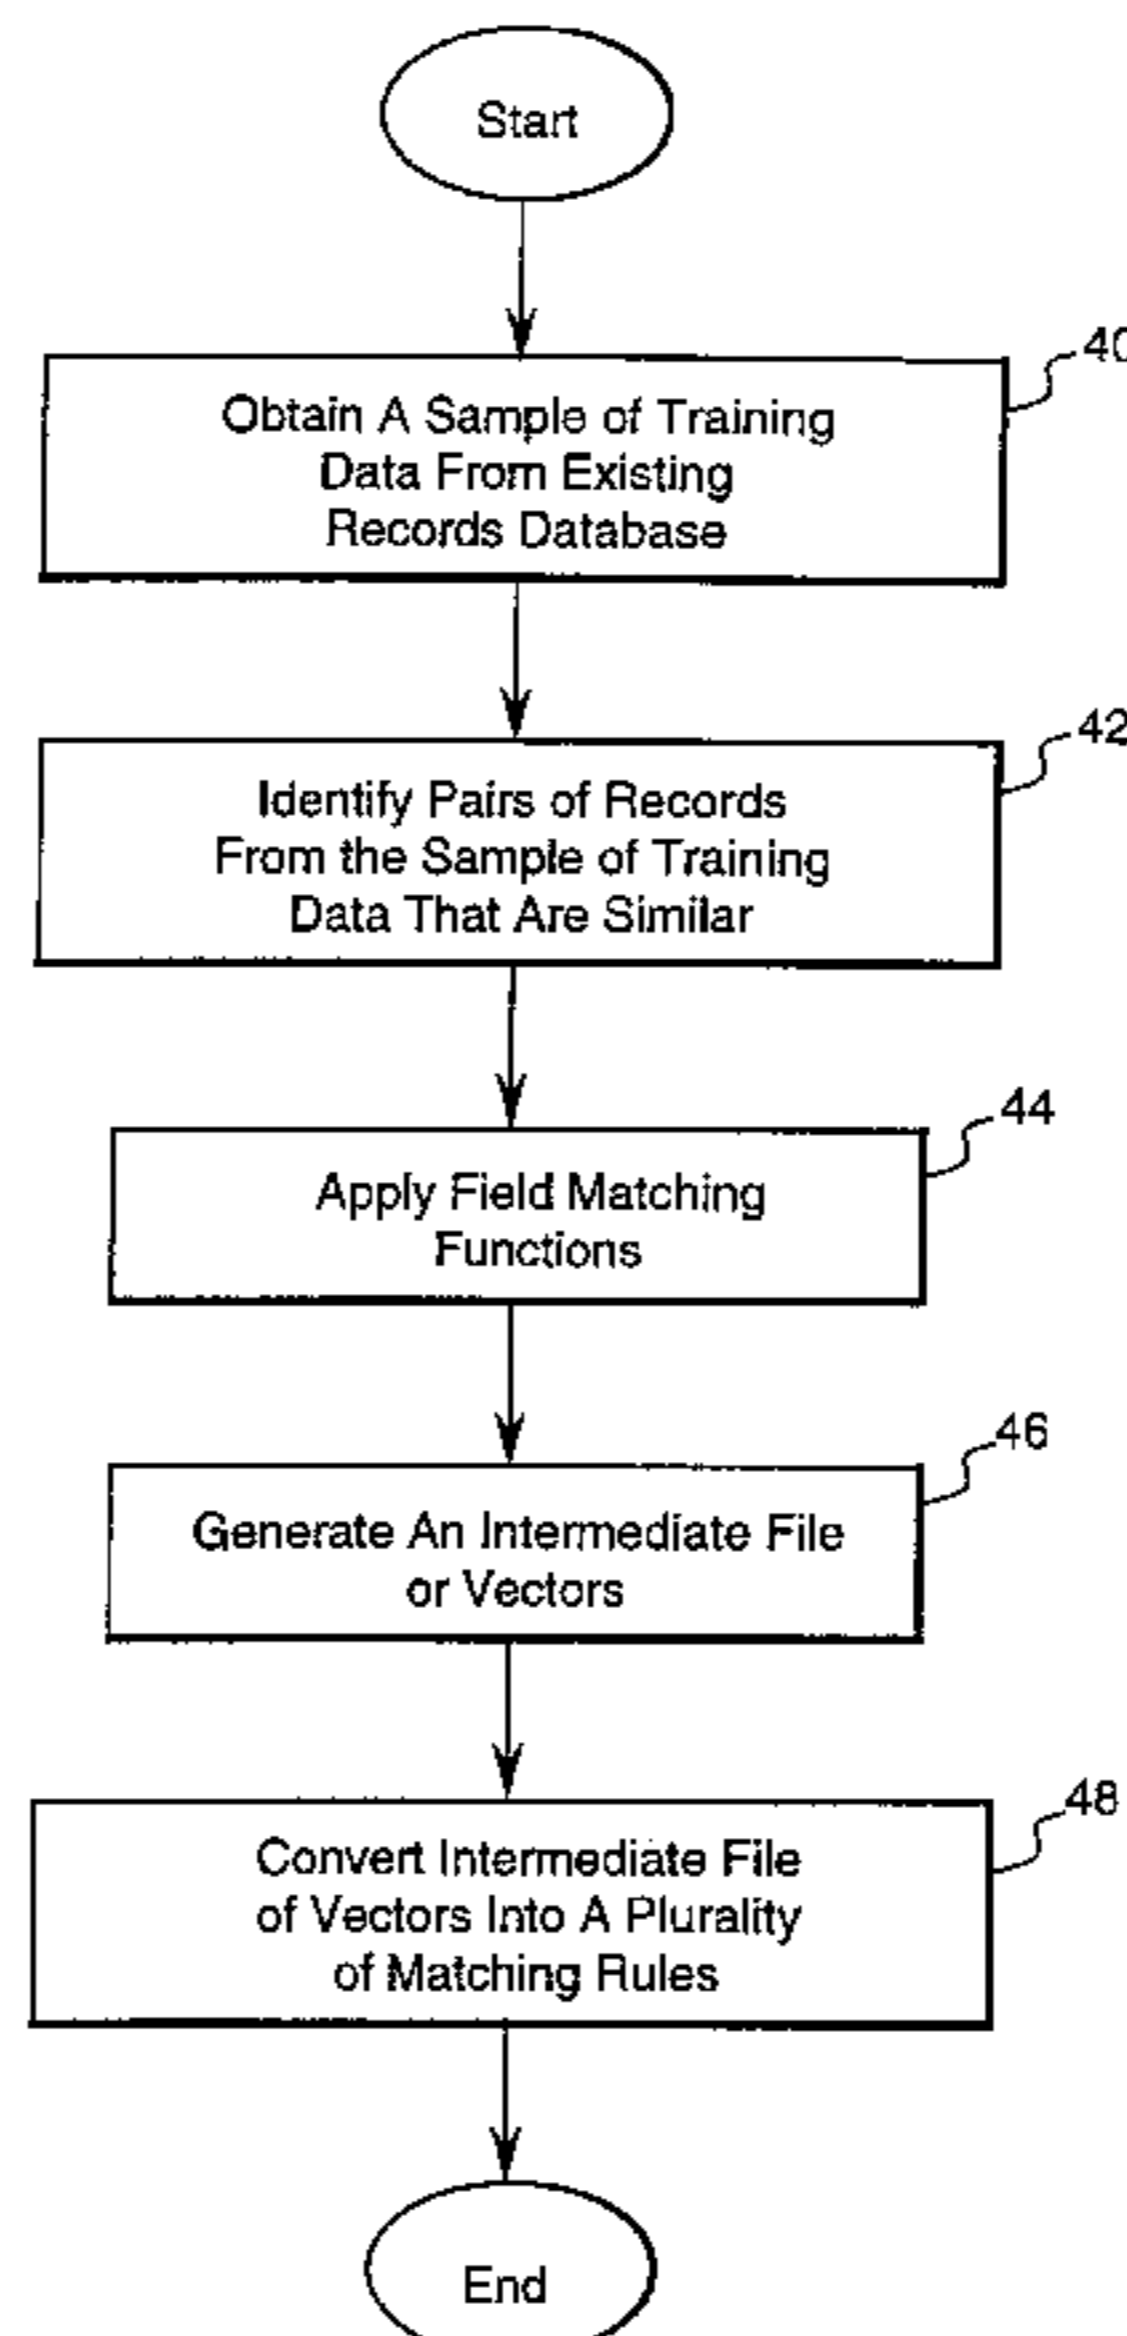 Start
40
Obtain A Sample of Training
Data From Existing
Records Database
42
Identify Pairs of Records
From the Sample of Training
Data That Are Similar
44
Apply Field Matching
Functions
46
Generate An Intermediate File
or Vectors
48
Convert Intermediate File
of Vectors Into A Plurality
of Matching Rules
End